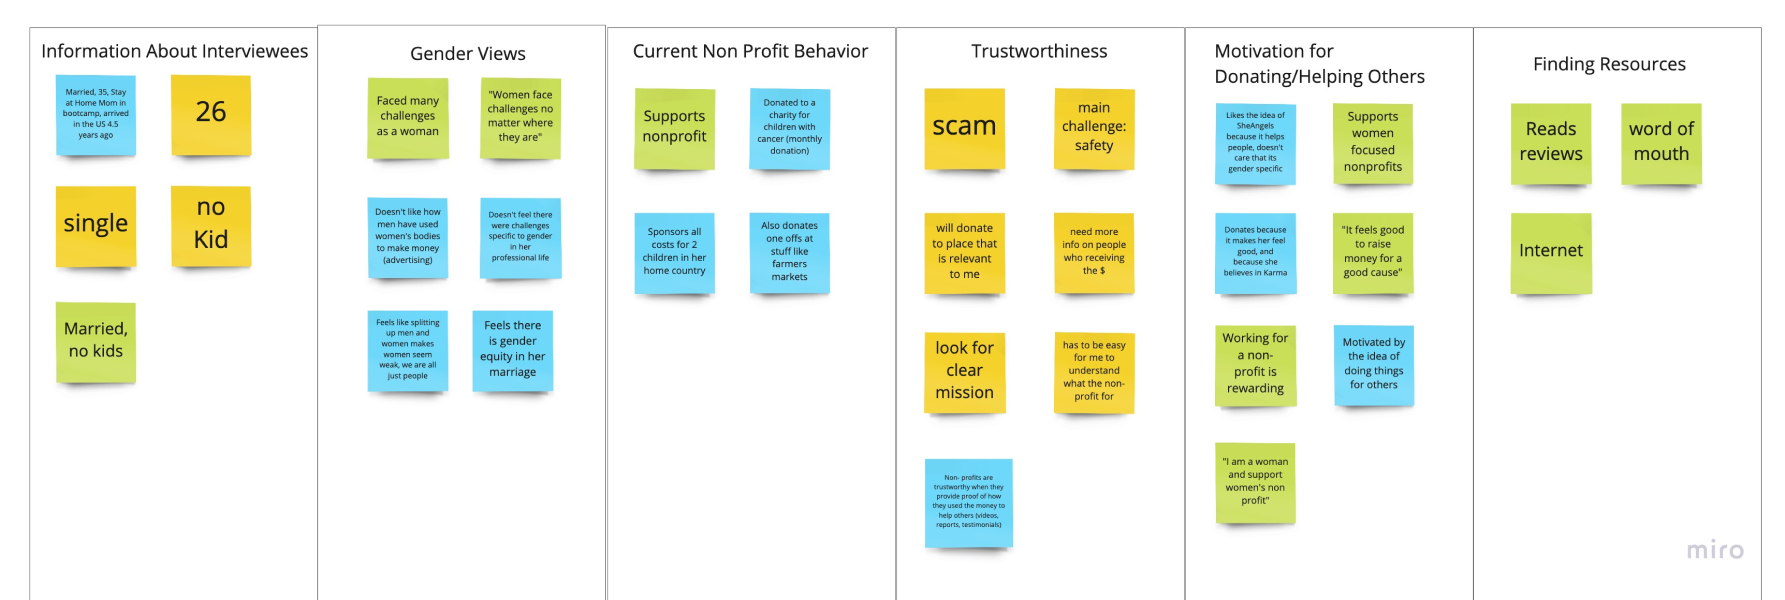 Information About Interviewees
Married, 35, Stay
at Home Mom in
bootcamp, arrived
in the US 4.5
years ago
26
single
no
Kid
Married,
no kids
Gender Views
Faced many
challenges
as a woman
"Women face
challenges no
matter where
they are"
Doesn't like how
men have used
women's bodies
to make money
(advertising)
Doesn't feel there
were challenges
specific to gender
in her
professional life
Feels like splitting
up men and
women makes
women seem
weak, we are all
just people
Feels there
is gender
equity in her
marriage
Current Non Profit Behavior
Supports
nonprofit
Donated to a
charity for
children with
cancer (monthly
donation)
Sponsors all
costs for 2
children in her
home country
Also donates
one offs at
stuff like
farmers
markets
Trustworthiness
scam
main
challenge:
safety
will donate
to place that
is relevant
to me
need more
info on people
who receiving
the $
look for
clear
mission
has to be easy
for me to
understand
what the non-
profit for
Non- profits are
trustworthy when they
provide proof of how
they used the money to
help others (videos,
reports, testimonials)
Motivation for
Donating/Helping Others
Likes the idea of
SheAngels
because it helps
people, doesn't
care that its
gender specific
Supports
women
focused
nonprofits
Donates because
it makes her feel
good, and
because she
believes in Karma
"It feels good
to raise
money for a
good cause"
Working for
a non-
profit is
rewarding
Motivated by
the idea of
doing things
for others
"I am a woman
and support
women's non
profit"
Finding Resources
Reads
reviews
word of
mouth
Internet
miro